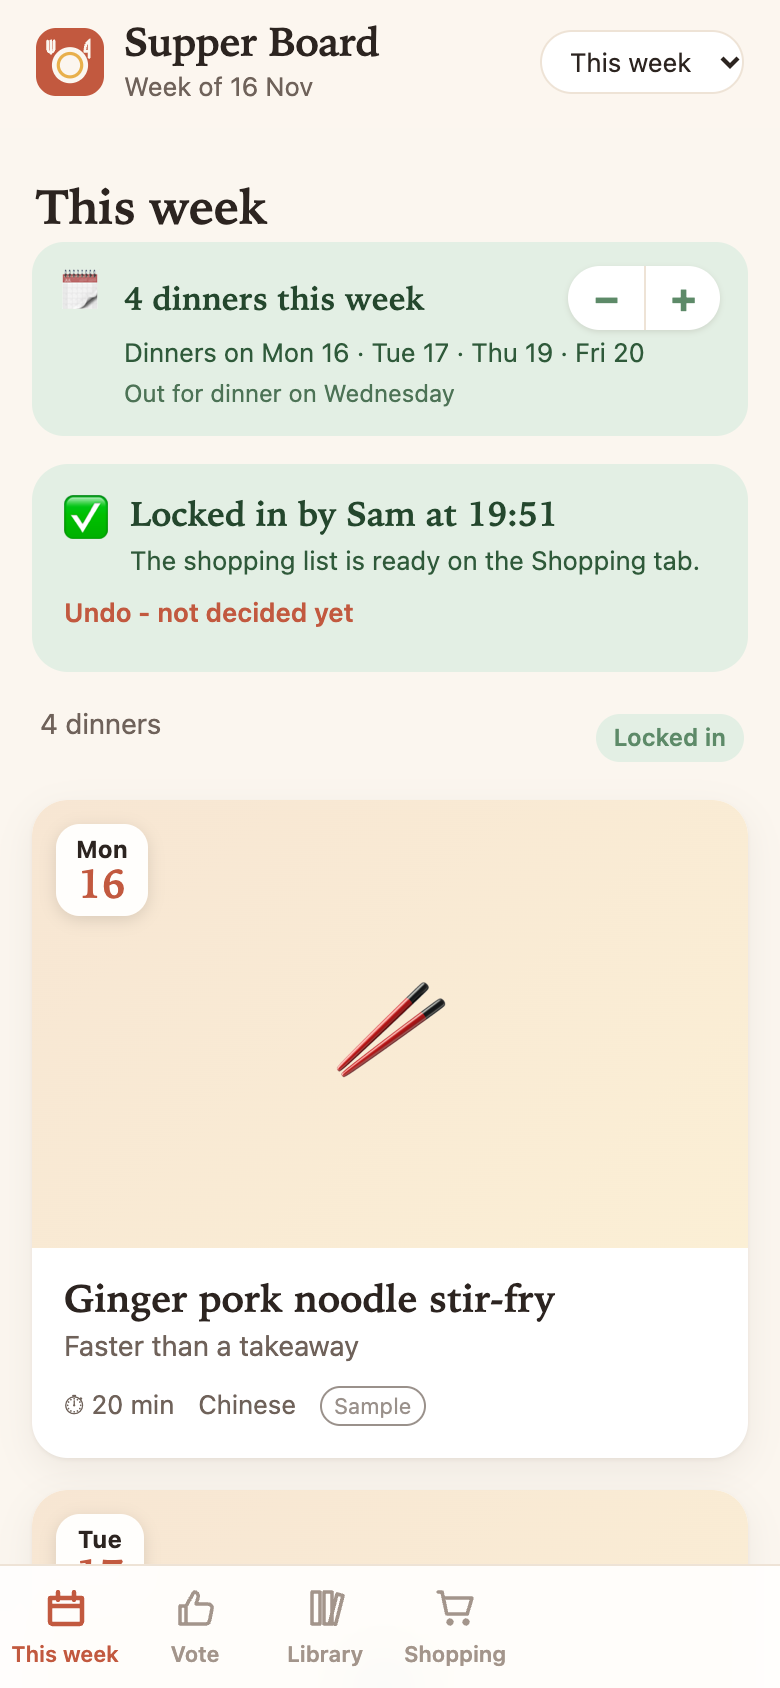 Supper Board
Week of 16 Nov
This week
This week
4 dinners this week
− +
Dinners on Mon 16 · Tue 17 · Thu 19 · Fri 20
Out for dinner on Wednesday
Locked in by Sam at 19:51
The shopping list is ready on the Shopping tab.
Undo - not decided yet
4 dinners
Locked in
Mon
16
Ginger pork noodle stir-fry
Faster than a takeaway
20 min Chinese Sample
Tue
This week Vote Library Shopping